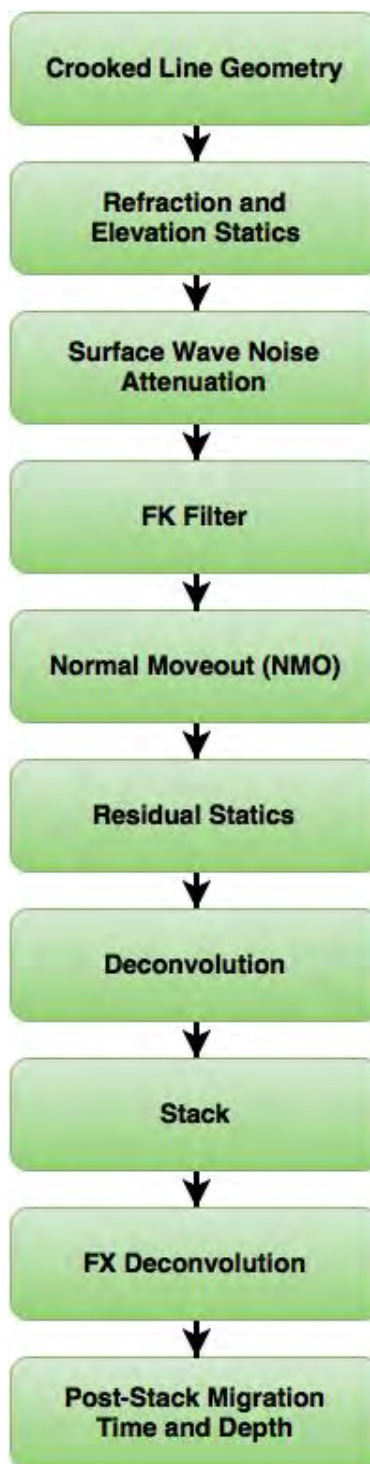 Crooked Line Geometry
Refraction and
Elevation Statics
Surface Wave Noise
Attenuation
FK Filter
Normal Moveout (NMO)
Residual Statics
Deconvolution
Stack
FX Deconvolution
Post-Stack Migration
Time and Depth